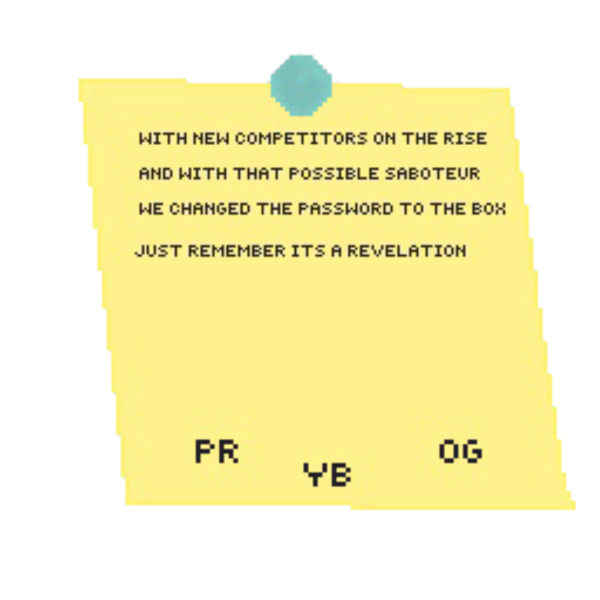 WITH NEW COMPETITORS ON THE RISE
AND WITH THAT POSSIBLE SABOTEUR
WE CHANGED THE PASSWORD TO THE BOX
JUST REMEMBER ITS A REVELATION
PR YB OG